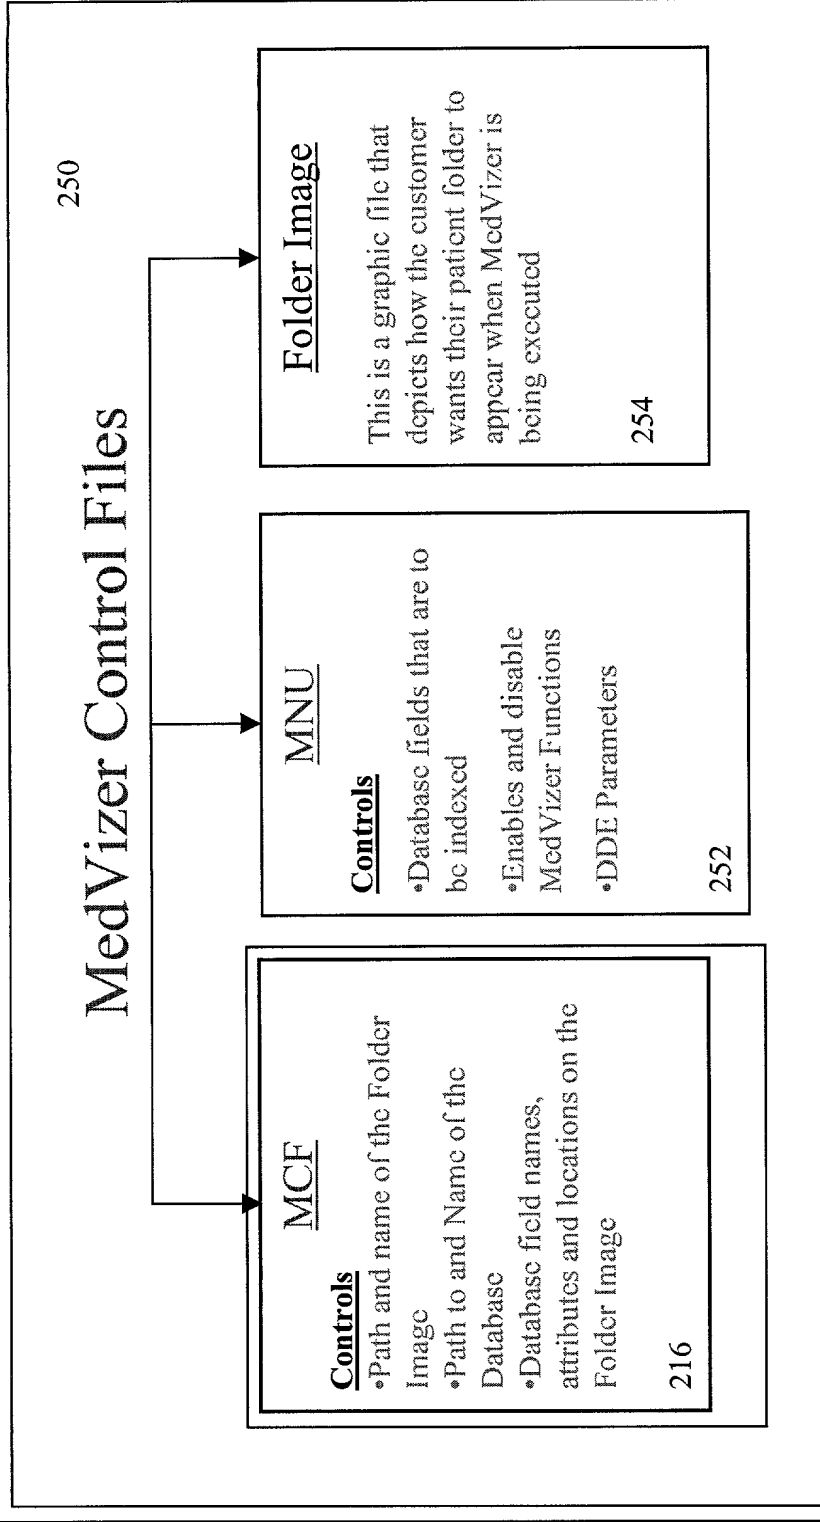 MedVizer Control Files
250
MCF
Controls
•Path and name of the Folder
Image
•Path to and Name of the
Database
•Database field names,
attributes and locations on the
Folder Image
216
MNU
Controls
•Database fields that are to
be indexed
•Enables and disable
MedVizer Functions
•DDE Parameters
252
Folder Image
This is a graphic file that
depicts how the customer
wants their patient folder to
appear when MedVizer is
being executed
254